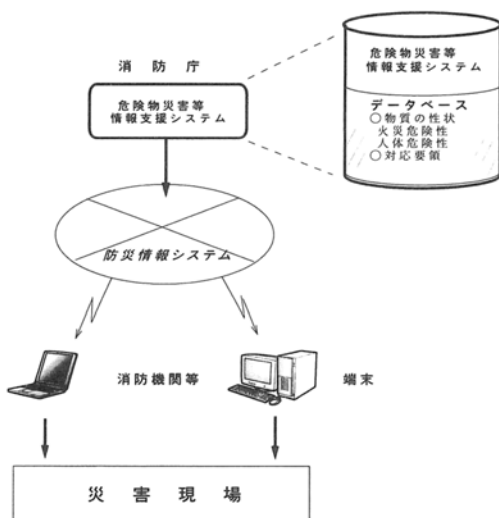 消防庁
危険物災害等
情報支援システム
危険物災害等
情報支援システム
データベース
○物質の性状
火災危険性
人体危険性
○対応要領
防災情報システム
消防機関等
端末
災害現場